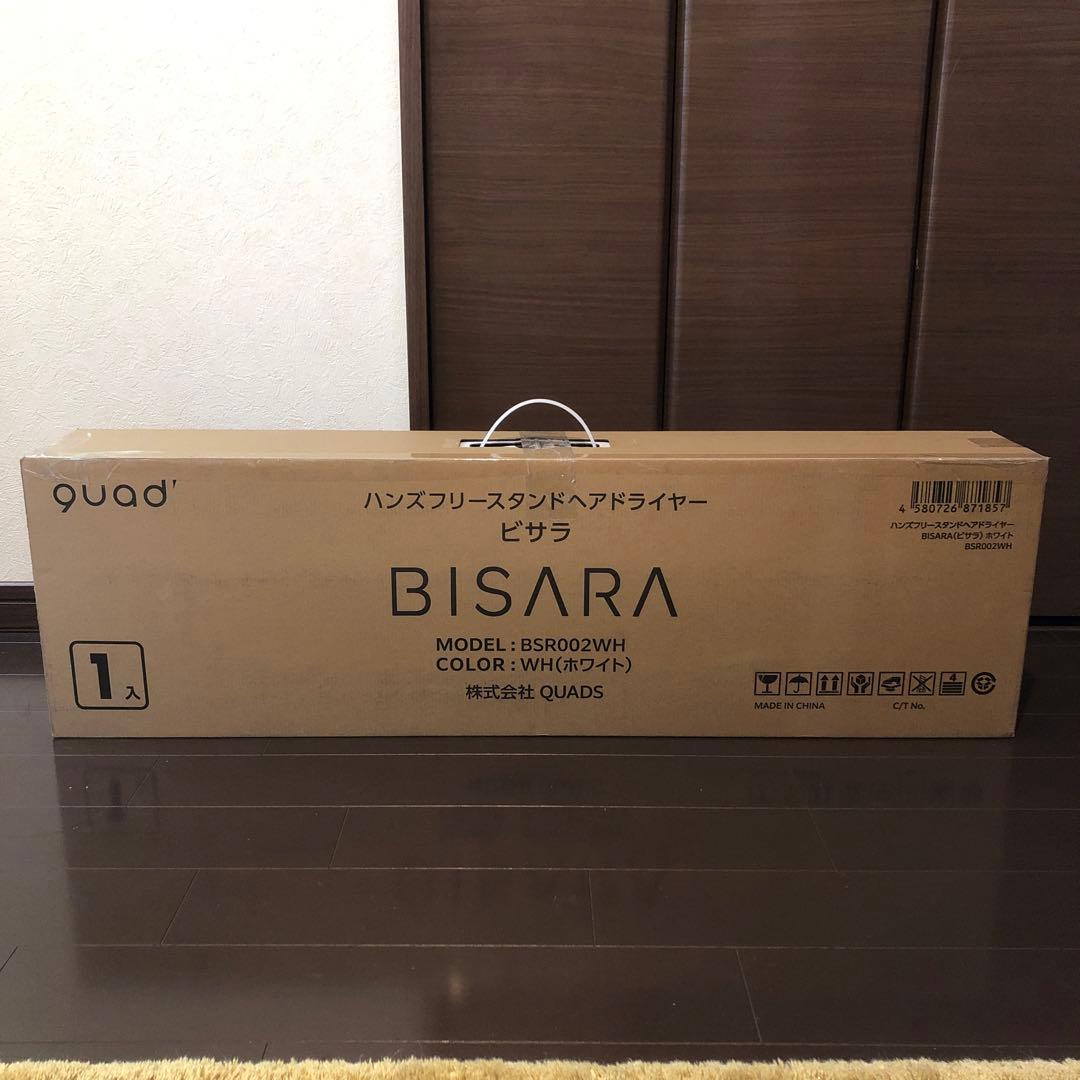 quad'
ハンズフリースタンドヘアドライヤー
ビサラ
BISARA
MODEL : BSR002WH
COLOR : WH(ホワイト)
株式会社 QUADS
4 580726 871857
ハンズフリースタンドヘアドライヤー
BISARA(ビサラ) ホワイト
BSR002WH
1入
4
MADE IN CHINA
C/T No.